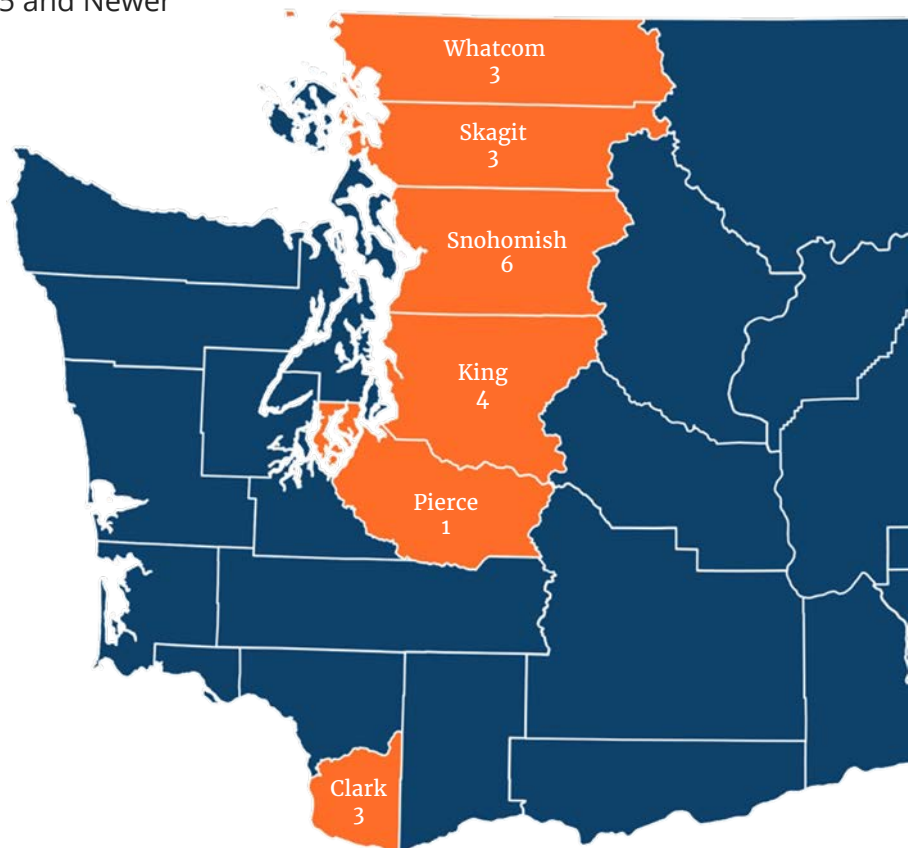 5 and Newer
Whatcom
3
Skagit
3
Snohomish
6
King
4
Pierce
1
Clark
3